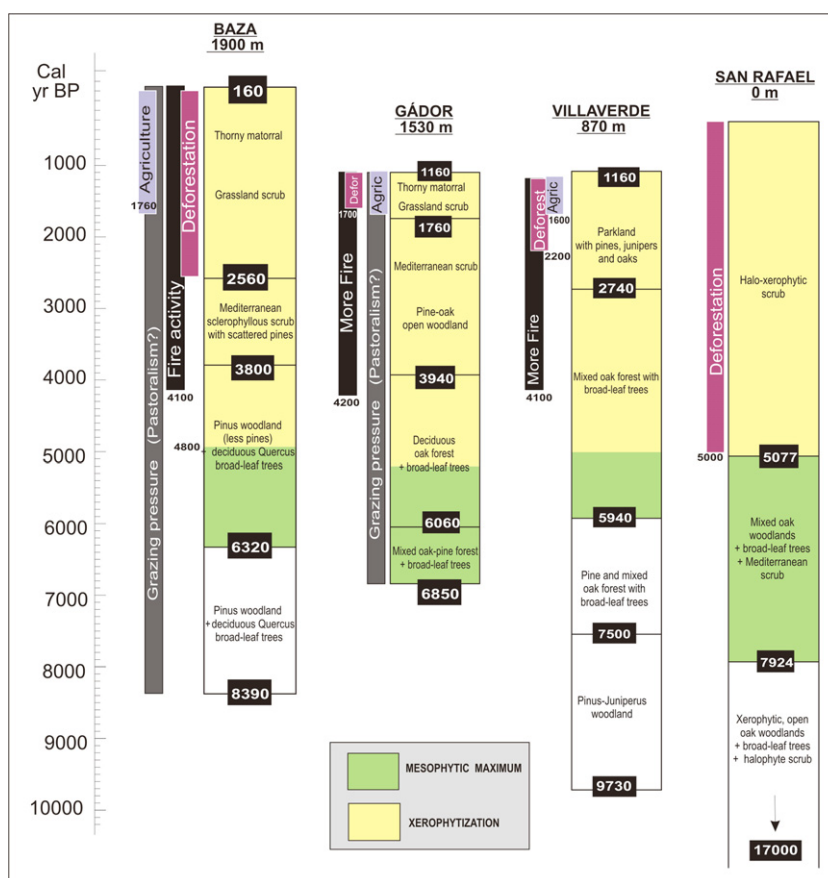 BAZA
1900 m
Cal
yr BP
1000
2000
3000
4000
5000
6000
7000
8000
9000
10000
Agriculture
1760
Grazing pressure (Pastoralism?)
Fire activity
4100
Deforestation
160
Thorny matorral
Grassland scrub
2560
Mediterranean
sclerophyllous scrub
with scattered pines
3800
Pinus woodland
(less pines)
4800
+ deciduous Quercus
broad-leaf trees
6320
Pinus woodland
+ deciduous Quercus
broad-leaf trees
8390
GÁDOR
1530 m
More Fire
4200
Defor
1700
Agric
Grazing pressure (Pastoralism?)
1160
Thorny matorral
Grassland scrub
1760
Mediterranean scrub
Pine-oak
open woodland
3940
Deciduous
oak forest
+ broad-leaf trees
6060
Mixed oak-pine forest
+ broad-leaf trees
6850
VILLAVERDE
870 m
More Fire
4100
Deforest
2200
Agric
1600
1160
Parkland
with pines, junipers
and oaks
2740
Mixed oak forest with
broad-leaf trees
5940
Pine and mixed
oak forest with
broad-leaf trees
7500
Pinus-Juniperus
woodland
9730
SAN RAFAEL
0 m
Deforestation
5000
Halo-xerophytic
scrub
5077
Mixed oak
woodlands
+ broad-leaf trees
+ Mediterranean
scrub
7924
Xerophytic, open
oak woodlands
+ broad-leaf trees
+ halophyte scrub
17000
MESOPHYTIC MAXIMUM
XEROPHYTIZATION